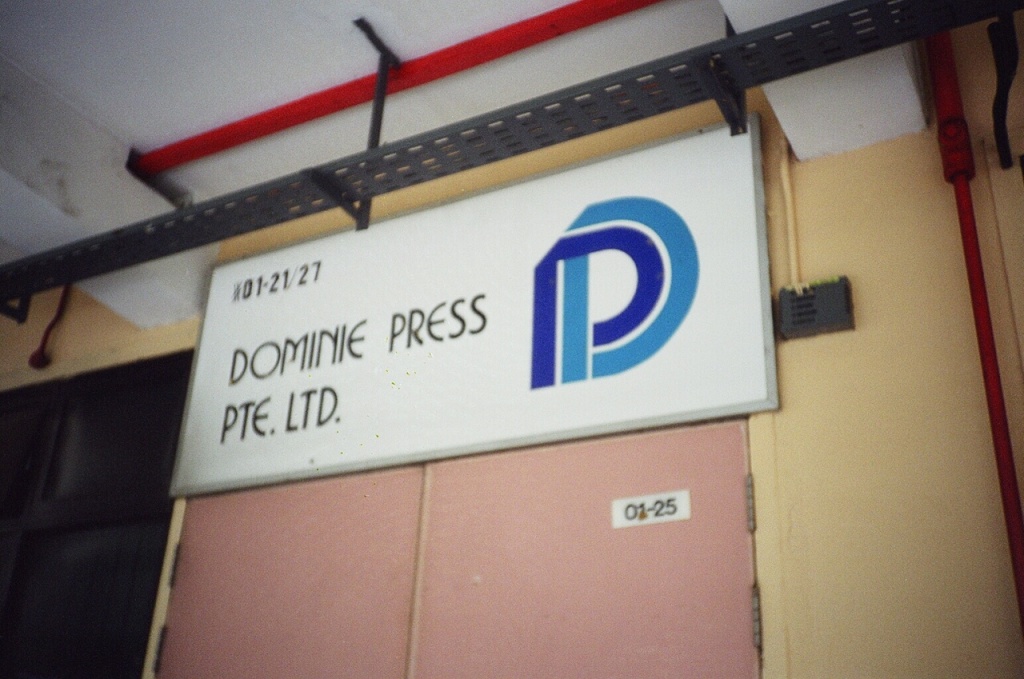 #01-21/27
DOMINIE PRESS
PTE. LTD.
01-25